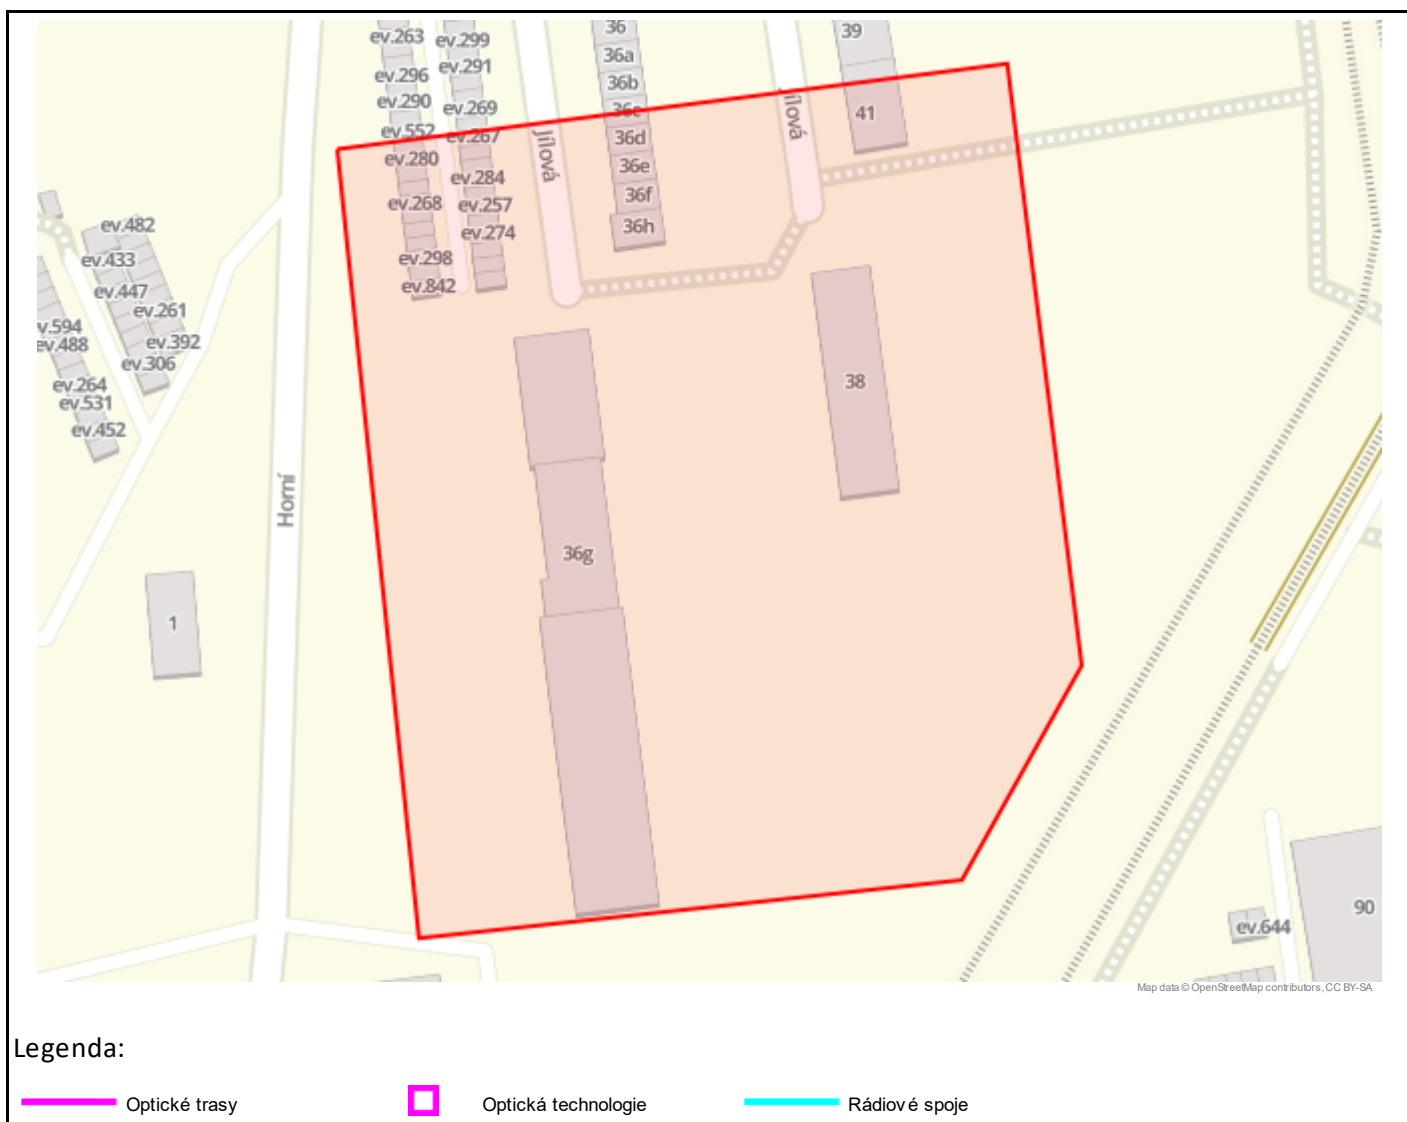 36
39
ev.263
ev.299
36a
ev.291
ev.296
36b
ev.290
ev.269
36c
41
Jílová
ev.552
ev.267
36d
Jílová
ev.280
36e
ev.284
36f
ev.268
ev.257
ev.482
36h
ev.274
ev.433
ev.298
ev.447
ev.842
ev.261
v.594
ev.488
ev.392
ev.306
ev.264
38
ev.531
ev.452
Horní
36g
1
90
ev.644
Map data © OpenStreetMap contributors, CC BY-SA
Legenda:
Optické trasy
Optická technologie
Rádiové spoje